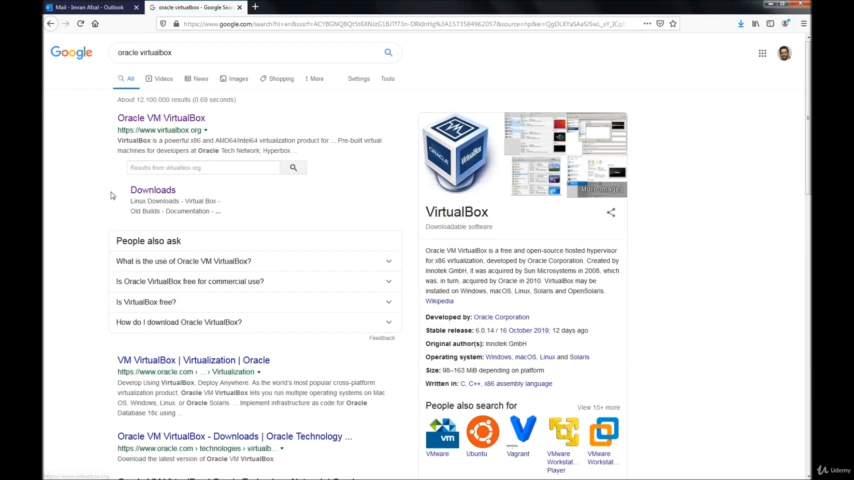 Mail - Imran Afzal - Outlook
oracle virtualbox - Google Sea
Google
oracle virtualbox
All
Videos
News
Images
Shopping
More
Settings
Tools
About 12,100,000 results (0.69 seconds)
Oracle VM VirtualBox
https://www.virtualbox.org
VirtualBox is a powerful x86 and AMD64/Intel64 virtualization product for ... Pre-built virtual
machines for developers at Oracle Tech Network; Hyperbox ...
Results from virtualbox.org
Downloads
Linux Downloads - Virtual Box -
Old Builds - Documentation - ...
People also ask
What is the use of Oracle VM VirtualBox?
Is Oracle VirtualBox free for commercial use?
Is VirtualBox free?
How do I download Oracle VirtualBox?
Feedback
VM VirtualBox | Virtualization | Oracle
https://www.oracle.com › ... › Virtualization
Develop Using VirtualBox, Deploy Anywhere. As the world's most popular cross-platform
virtualization product, Oracle VM VirtualBox lets you run multiple operating systems on Mac
OS, Windows, Linux, or Oracle Solaris. ... Implement infrastructure as code for Oracle
Database 18c using ...
Oracle VM VirtualBox - Downloads | Oracle Technology ...
https://www.oracle.com › technologies › virtualb...
Download the latest version of Oracle VM VirtualBox.
More images
VirtualBox
Downloadable software
Oracle VM VirtualBox is a free and open-source hosted hypervisor
for x86 virtualization, developed by Oracle Corporation. Created by
Innotek GmbH, it was acquired by Sun Microsystems in 2008, which
was, in turn, acquired by Oracle in 2010. VirtualBox may be
installed on Windows, macOS, Linux, Solaris and OpenSolaris.
Wikipedia
Developed by: Oracle Corporation
Stable release: 6.0.14 / 16 October 2019; 12 days ago
Original author(s): Innotek GmbH
Operating system: Windows, macOS, Linux and Solaris
Size: 98–163 MiB depending on platform
Written in: C, C++, x86 assembly language
People also search for
View 15+ more
VMware
Ubuntu
Vagrant
VMware
Workstat...
Player
VMware
Workstat...
Udemy